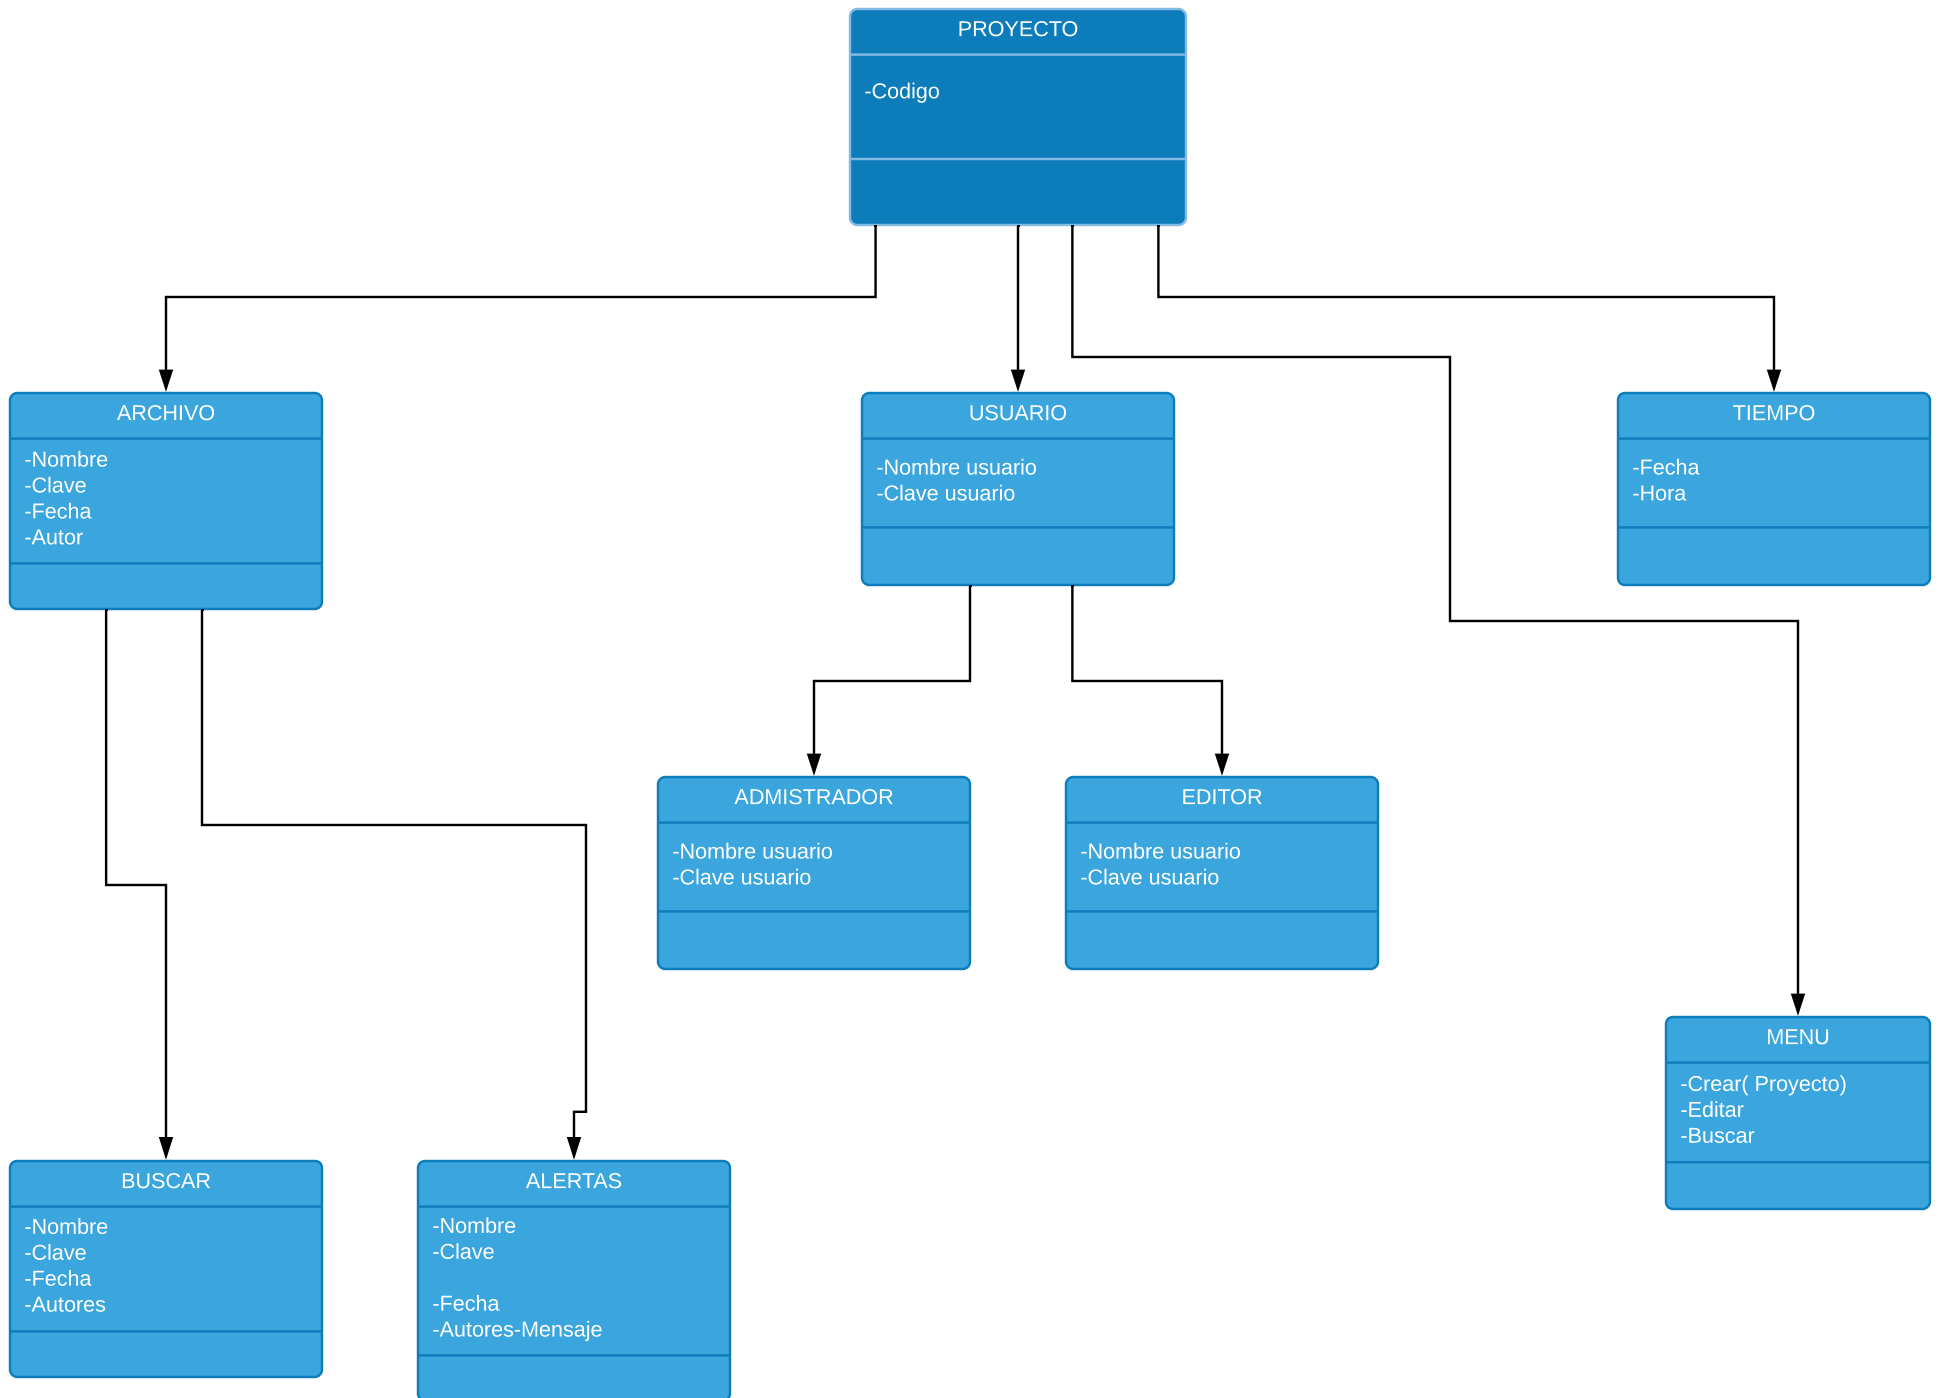 PROYECTO
-Codigo
ARCHIVO
-Nombre
-Clave
-Fecha
-Autor
USUARIO
-Nombre usuario
-Clave usuario
TIEMPO
-Fecha
-Hora
ADMISTRADOR
-Nombre usuario
-Clave usuario
EDITOR
-Nombre usuario
-Clave usuario
MENU
-Crear( Proyecto)
-Editar
-Buscar
BUSCAR
-Nombre
-Clave
-Fecha
-Autores
ALERTAS
-Nombre
-Clave
-Fecha
-Autores-Mensaje